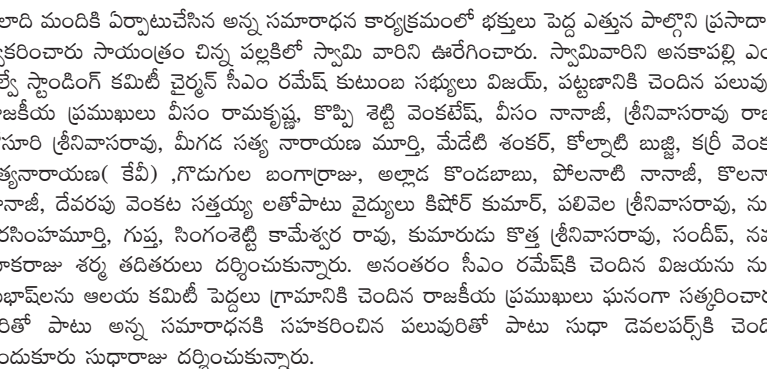 లాది మందికి ఏర్పాటుచేసిన అన్న సమారాధన కార్యక్రమంలో భక్తులు పెద్ద ఎత్తున పాల్గొని ప్రసాదా
కరించారు సాయంత్రం చిన్న పల్లకిలో స్వామి వారిని ఊరేగించారు. స్వామివారిని అనకాపల్లి ఎం
ల్వే స్టాండింగ్ కమిటీ చైర్మన్ సీఎం రమేష్ కుటుంబ సభ్యులు విజయ్, పట్టణానికి చెందిన పలువు
జకీయ ప్రముఖులు వీసం రామకృష్ణ, కొప్పి శెట్టి వెంకటేష్, వీసం నానాజీ, శ్రీనివాసరావు రాజ
సూరి శ్రీనివాసరావు, మీగడ సత్య నారాయణ మూర్తి, మేడేటి శంకర్, కోల్నాటి బుజ్జి, కర్రీ వెంక
త్యనారాయణ( కేవీ) ,గొడుగుల బంగార్రాజు, అల్లాడ కొండబాబు, పోలనాటి నానాజీ, కొలనా
నాజీ, దేవరపు వెంకట సత్తయ్య లతోపాటు వైద్యులు కిషోర్ కుమార్, పలివెల శ్రీనివాసరావు, ను
రసింహమూర్తి, గుప్త, సింగంశెట్టి కామేశ్వర రావు, కుమారుడు కొత్త శ్రీనివాసరావు, సందీప్, నవ
కరాజు శర్మ తదితరులు దర్శించుకున్నారు. అనంతరం సీఎం రమేష్‌కి చెందిన విజయను ను
భాష్‌లను ఆలయ కమిటీ పెద్దలు గ్రామానికి చెందిన రాజకీయ ప్రముఖులు ఘనంగా సత్కరించార
రితో పాటు అన్న సమారాధనకి సహకరించిన పలువురితో పాటు సుధా డెవలపర్స్‌కి చెంది
ందుకూరు సుధారాజు దర్శించుకున్నారు.